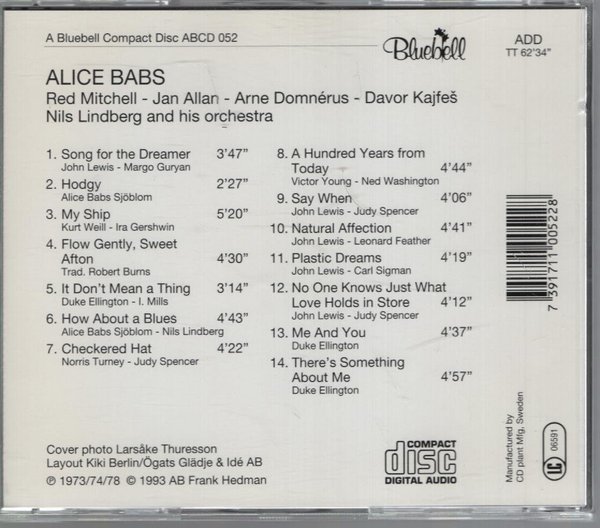 A Bluebell Compact Disc ABCD 052
Bluebell
ADD
TT 62'34"
ALICE BABS
Red Mitchell - Jan Allan - Arne Domnérus - Davor Kajfeš
Nils Lindberg and his orchestra
1. Song for the Dreamer 3'47"
John Lewis - Margo Guryan
2. Hodgy 2'27"
Alice Babs Sjöblom
3. My Ship 5'20"
Kurt Weill - Ira Gershwin
4. Flow Gently, Sweet
Afton 4'30"
Trad. Robert Burns
5. It Don't Mean a Thing 3'14"
Duke Ellington - I. Mills
6. How About a Blues 4'43"
Alice Babs Sjöblom - Nils Lindberg
7. Checkered Hat 4'22"
Norris Turney - Judy Spencer
8. A Hundred Years from
Today 4'44"
Victor Young - Ned Washington
9. Say When 4'06"
John Lewis - Judy Spencer
10. Natural Affection 4'41"
John Lewis - Leonard Feather
11. Plastic Dreams 4'19"
John Lewis - Carl Sigman
12. No One Knows Just What
Love Holds in Store 4'12"
John Lewis - Judy Spencer
13. Me And You 4'37"
Duke Ellington
14. There's Something
About Me 4'57"
Duke Ellington
7 391711 005228
Cover photo Larsåke Thuresson
Layout Kiki Berlin/Ögats Glädje & Idé AB
℗ 1973/74/78 © 1993 AB Frank Hedman
COMPACT
disc
DIGITAL AUDIO
Manufactured by
CD plant Mfg, Sweden
LC 06591